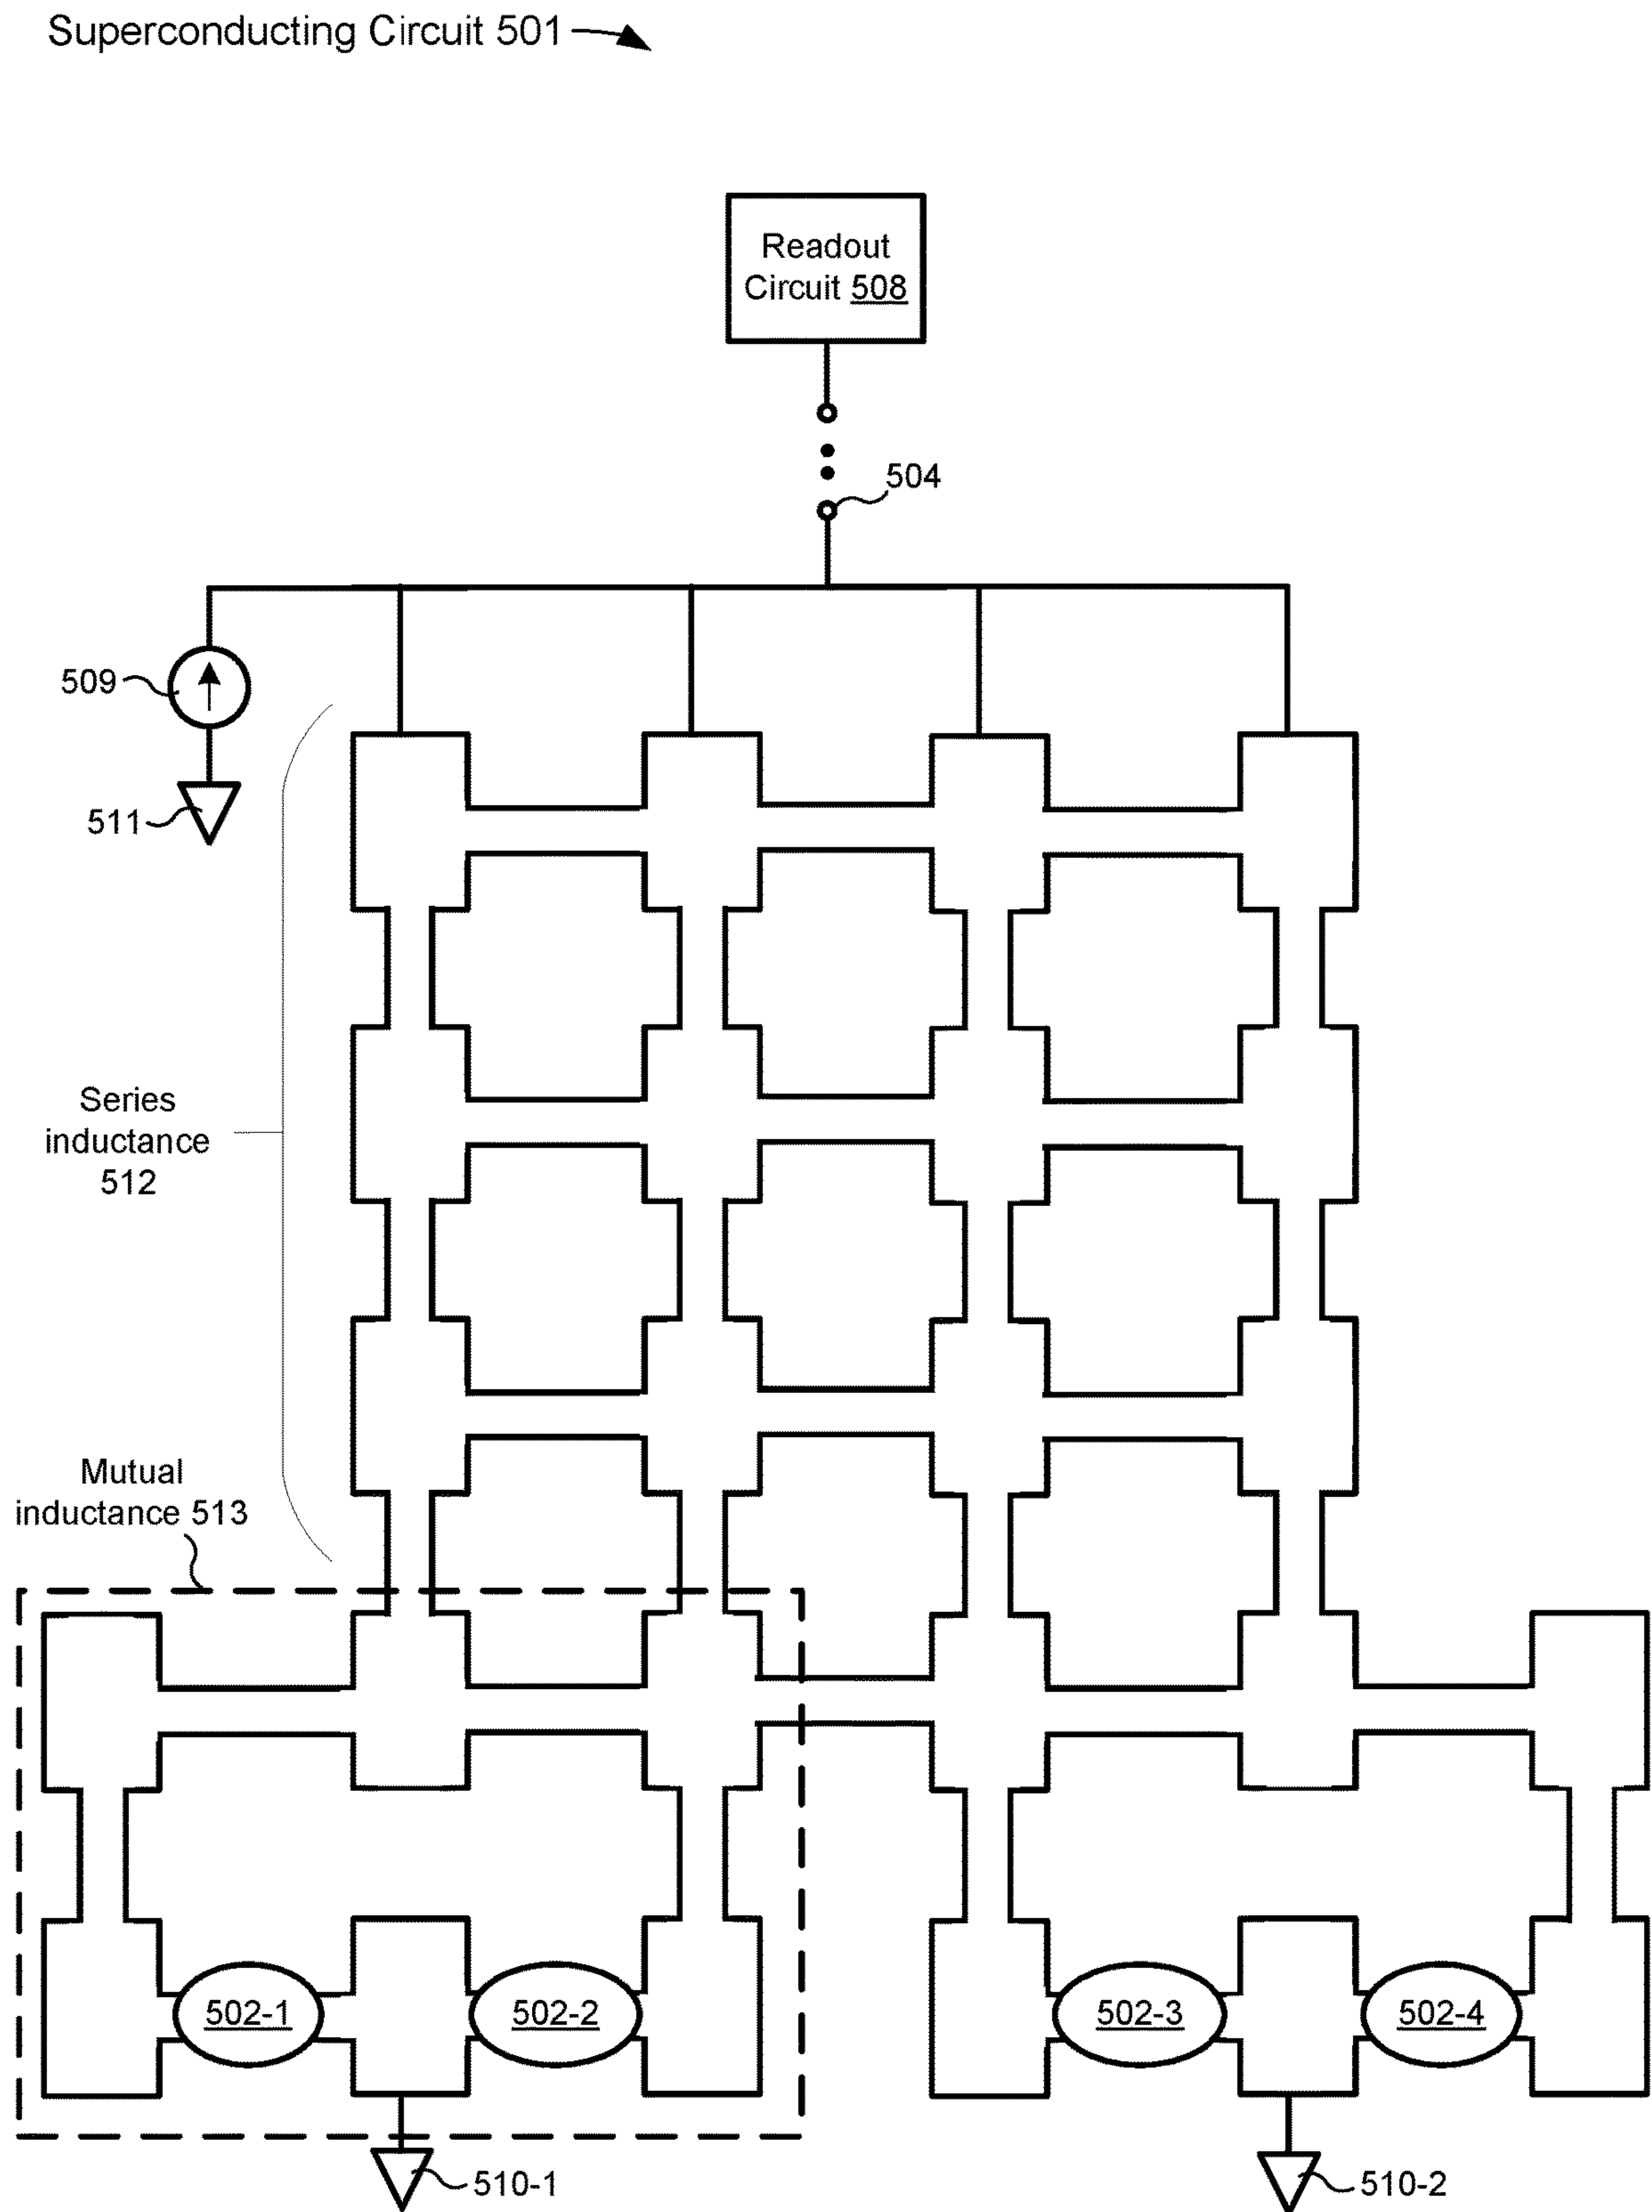 Superconducting Circuit 501
Readout
Circuit 508
504
509
511
Series
inductance
512
Mutual
inductance 513
502-1
502-2
502-3
502-4
510-1
510-2